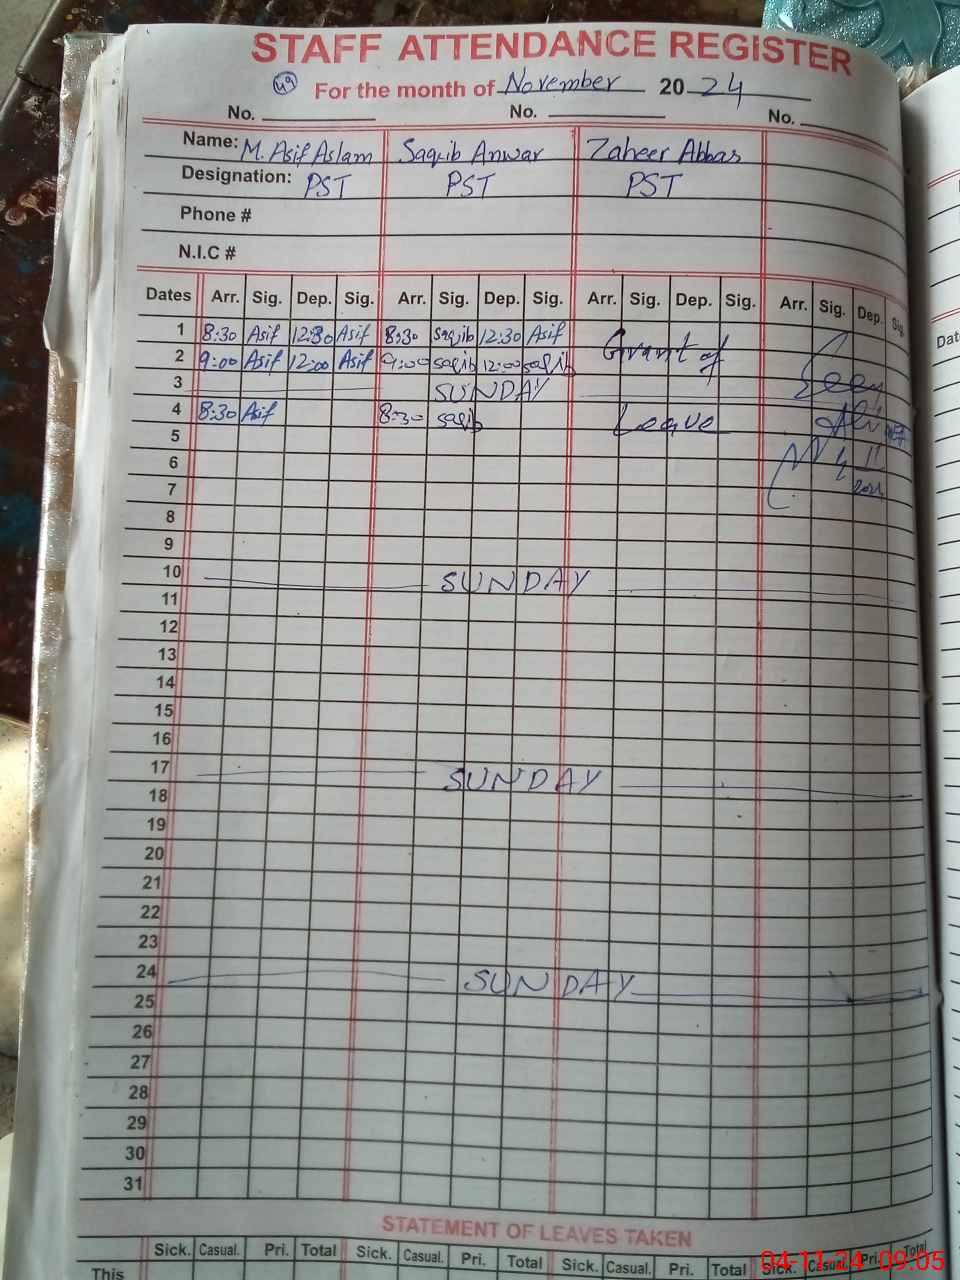 STAFF ATTENDANCE REGISTER
49 For the month of November 2024
No. No. No.
Name: M. Asif Aslam Saqib Anwar Zaheer Abbas
Designation: PST PST PST
Phone #
N.I.C #
Dates Arr. Sig. Dep. Sig. Arr. Sig. Dep. Sig. Arr. Sig. Dep. Sig. Arr. Sig. Dep. Sig.
1 8:30 Asif 12:30 Asif 8:30 saqib 12:30 Asif Grant of
2 9:00 Asif 12:00 Asif 9:00 saqib 12:00 saqib
3 SUNDAY
4 8:30 Asif 8:30 saqib Leave
5
6
7
8
9
10 SUNDAY
11
12
13
14
15
16
17 SUNDAY
18
19
20
21
22
23
24 SUNDAY
25
26
27
28
29
30
31
STATEMENT OF LEAVES TAKEN
Sick. Casual. Pri. Total Sick. Casual. Pri. Total Sick. Casual. Pri. Total Sick. Casual. Pri. Total
This
04-11-24 09:05